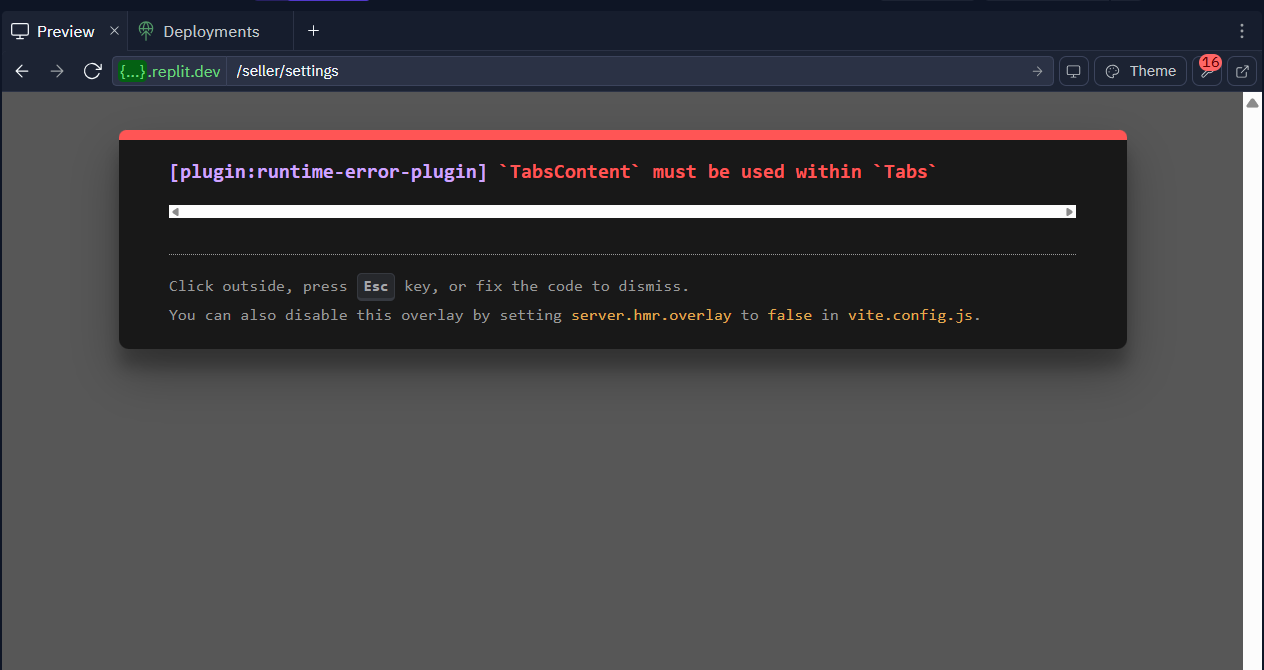 Preview
Deployments
{...}.replit.dev /seller/settings
Theme
16
[plugin:runtime-error-plugin] `TabsContent` must be used within `Tabs`
Click outside, press Esc key, or fix the code to dismiss.
You can also disable this overlay by setting server.hmr.overlay to false in vite.config.js.